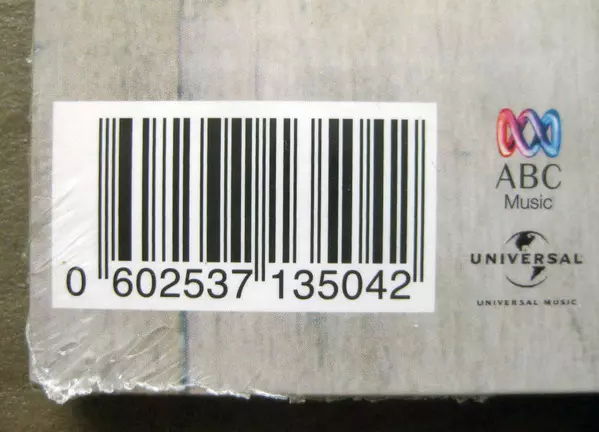 0 602537 135042
ABC
Music
UNIVERSAL
UNIVERSAL MUSIC